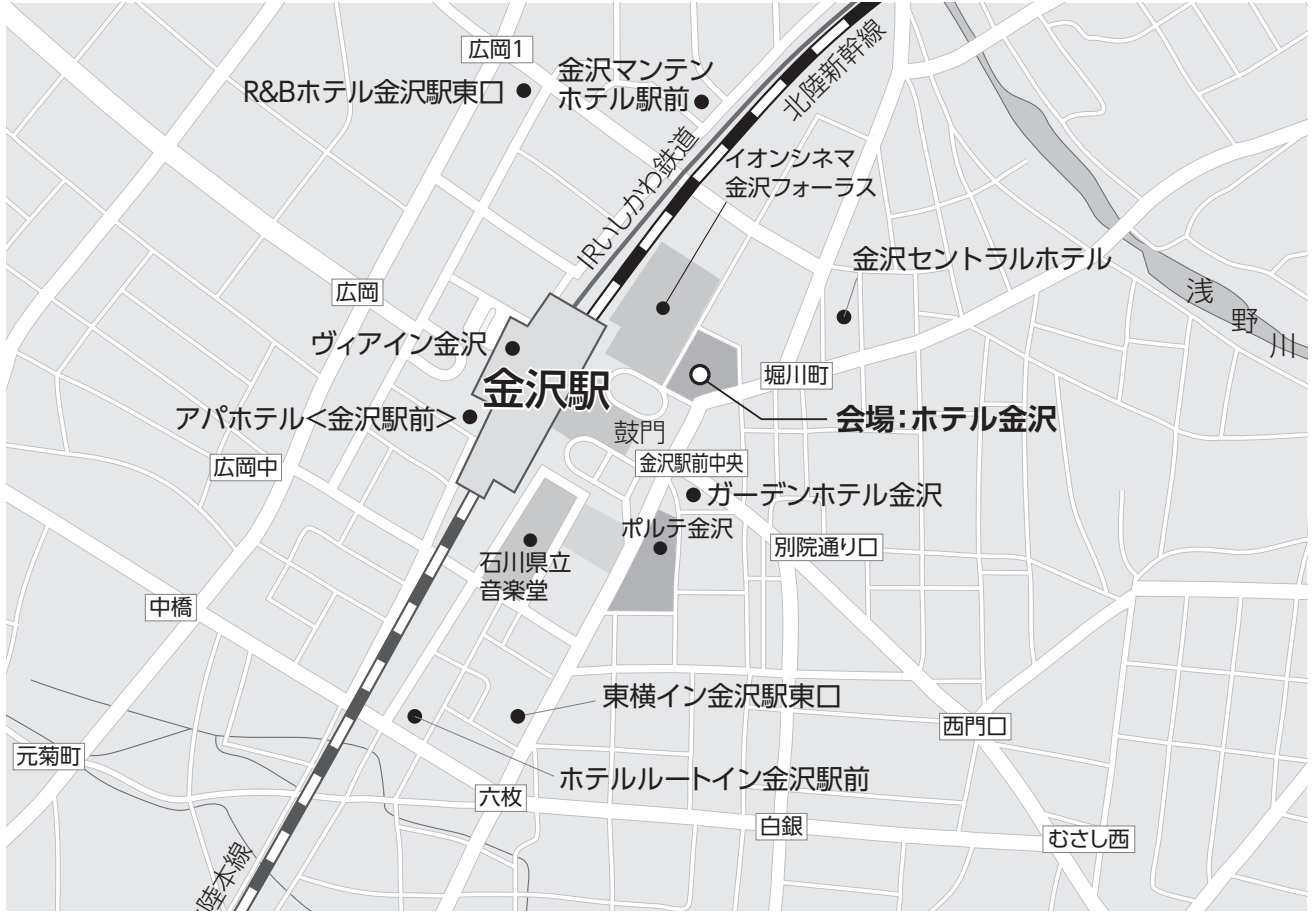 広岡1
金沢マンテン
ホテル駅前
R&Bホテル金沢駅東口
北陸新幹線
IRいしかわ鉄道
イオンシネマ
金沢フォーラス
金沢セントラルホテル
浅野川
広岡
ヴィアイン金沢
金沢駅
堀川町
アパホテル<金沢駅前>
会場：ホテル金沢
鼓門
広岡中
金沢駅前中央
ガーデンホテル金沢
ポルテ金沢
別院通り口
石川県立
音楽堂
中橋
東横イン金沢駅東口
西門口
元菊町
ホテルルートイン金沢駅前
六枚
白銀
むさし西
陸本線